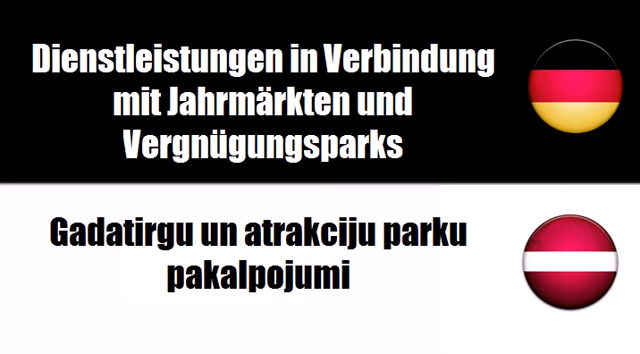 Dienstleistungen in Verbindung
mit Jahrmärkten und
Vergnügungsparks
Gadatirgu un atrakciju parku
pakalpojumi